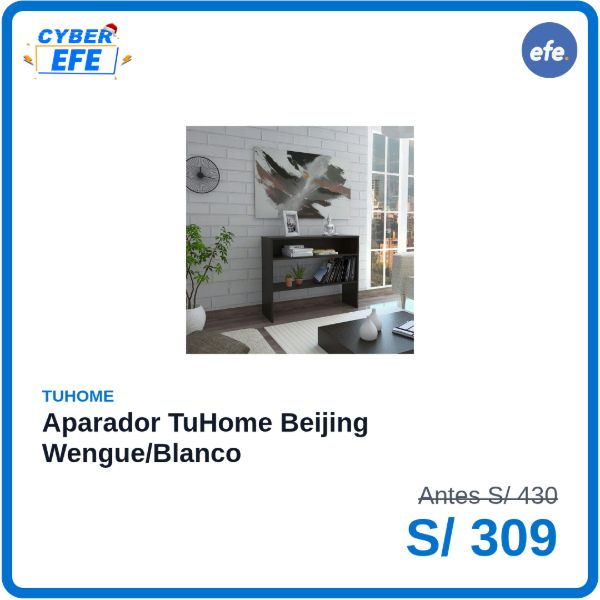 CYBER
EFE
efe.
TUHOME
Aparador TuHome Beijing
Wengue/Blanco
Antes S/ 430
S/ 309